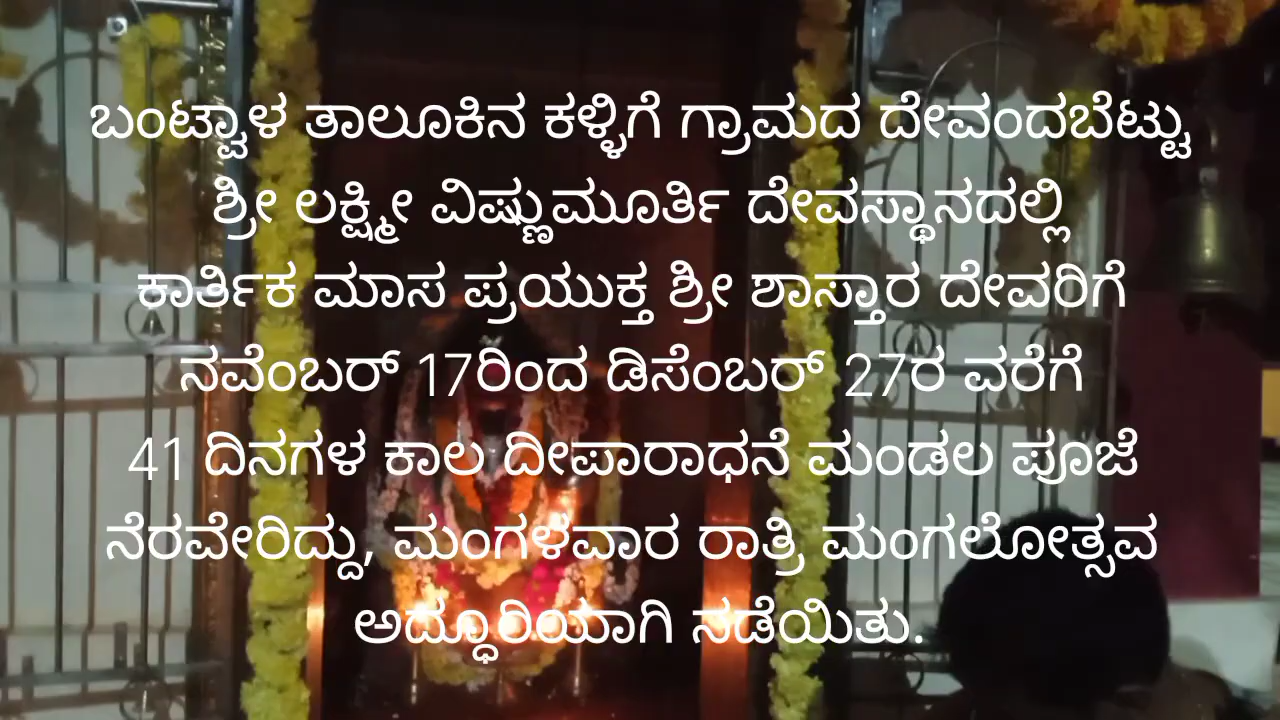 ಬಂಟ್ವಾಳ ತಾಲೂಕಿನ ಕಳ್ಳಿಗೆ ಗ್ರಾಮದ ದೇವಂದಬೆಟ್ಟು
ಶ್ರೀ ಲಕ್ಷ್ಮೀ ವಿಷ್ಣುಮೂರ್ತಿ ದೇವಸ್ಥಾನದಲ್ಲಿ
ಕಾರ್ತಿಕ ಮಾಸ ಪ್ರಯುಕ್ತ ಶ್ರೀ ಶಾಸ್ತಾರ ದೇವರಿಗೆ
ನವೆಂಬರ್ 17ರಿಂದ ಡಿಸೆಂಬರ್ 27ರ ವರೆಗೆ
41 ದಿನಗಳ ಕಾಲ ದೀಪಾರಾಧನೆ ಮಂಡಲ ಪೂಜೆ
ನೆರವೇರಿದ್ದು, ಮಂಗಳವಾರ ರಾತ್ರಿ ಮಂಗಲೋತ್ಸವ
ಅದ್ಧೂರಿಯಾಗಿ ನಡೆಯಿತು.